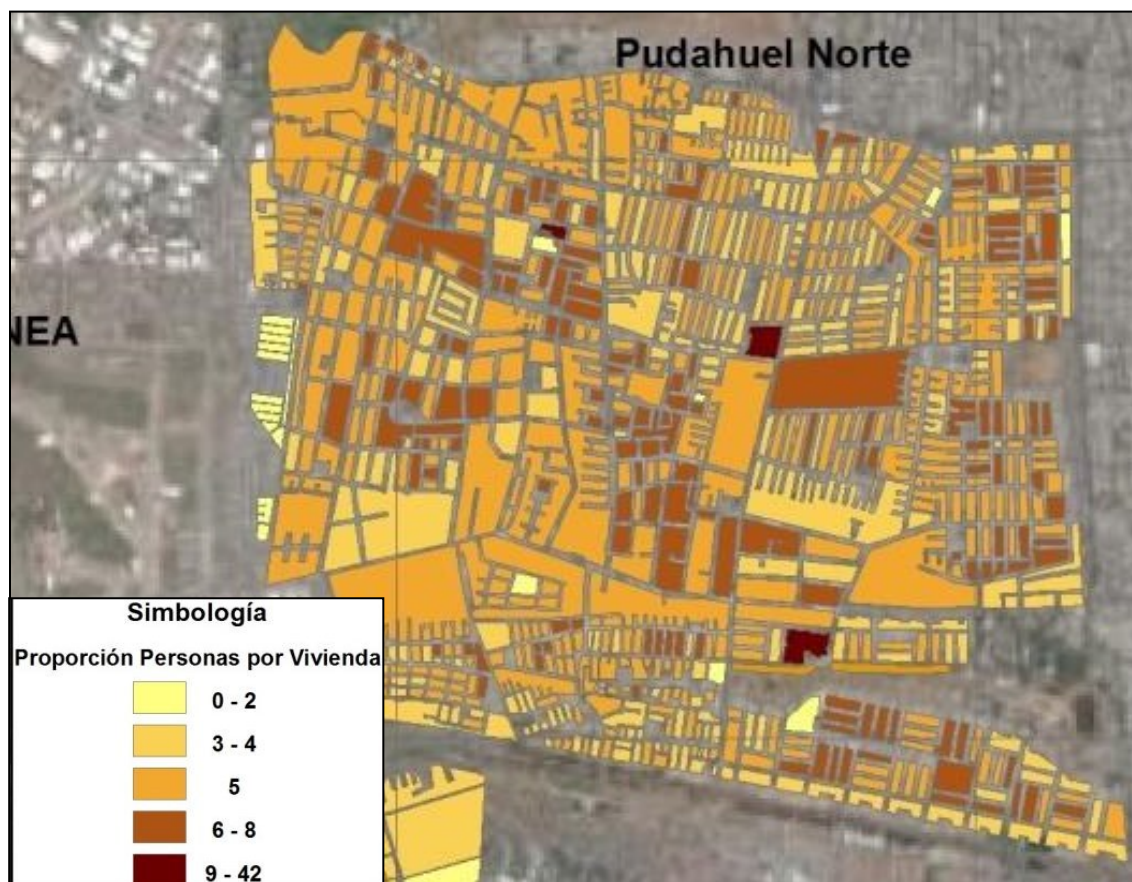 Pudahuel Norte
NEA
Simbología
Proporción Personas por Vivienda
0 - 2
3 - 4
5
6 - 8
9 - 42